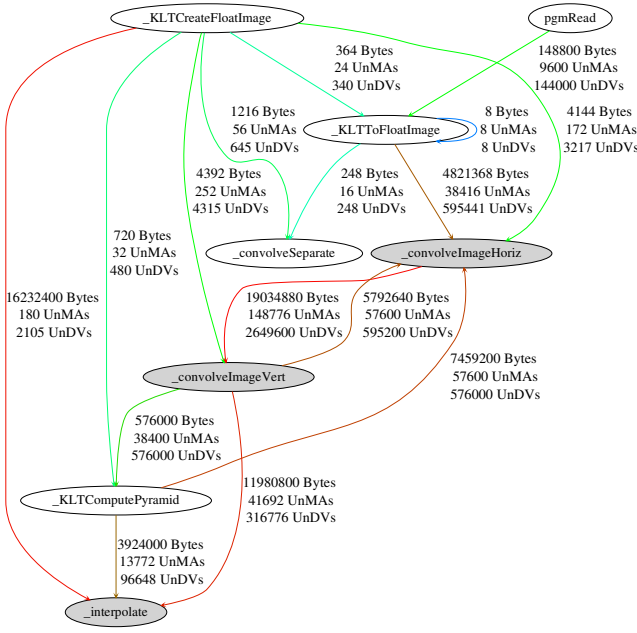 _KLTCreateFloatImage
pgmRead
364 Bytes
24 UnMAs
340 UnDVs
148800 Bytes
9600 UnMAs
144000 UnDVs
1216 Bytes
56 UnMAs
645 UnDVs
_KLTToFloatImage
8 Bytes
8 UnMAs
8 UnDVs
4144 Bytes
172 UnMAs
3217 UnDVs
4392 Bytes
252 UnMAs
4315 UnDVs
248 Bytes
16 UnMAs
248 UnDVs
4821368 Bytes
38416 UnMAs
595441 UnDVs
720 Bytes
32 UnMAs
480 UnDVs
_convolveSeparate
_convolveImageHoriz
16232400 Bytes
180 UnMAs
2105 UnDVs
19034880 Bytes
148776 UnMAs
2649600 UnDVs
5792640 Bytes
57600 UnMAs
595200 UnDVs
7459200 Bytes
57600 UnMAs
576000 UnDVs
_convolveImageVert
576000 Bytes
38400 UnMAs
576000 UnDVs
11980800 Bytes
41692 UnMAs
316776 UnDVs
_KLTComputePyramid
3924000 Bytes
13772 UnMAs
96648 UnDVs
_interpolate